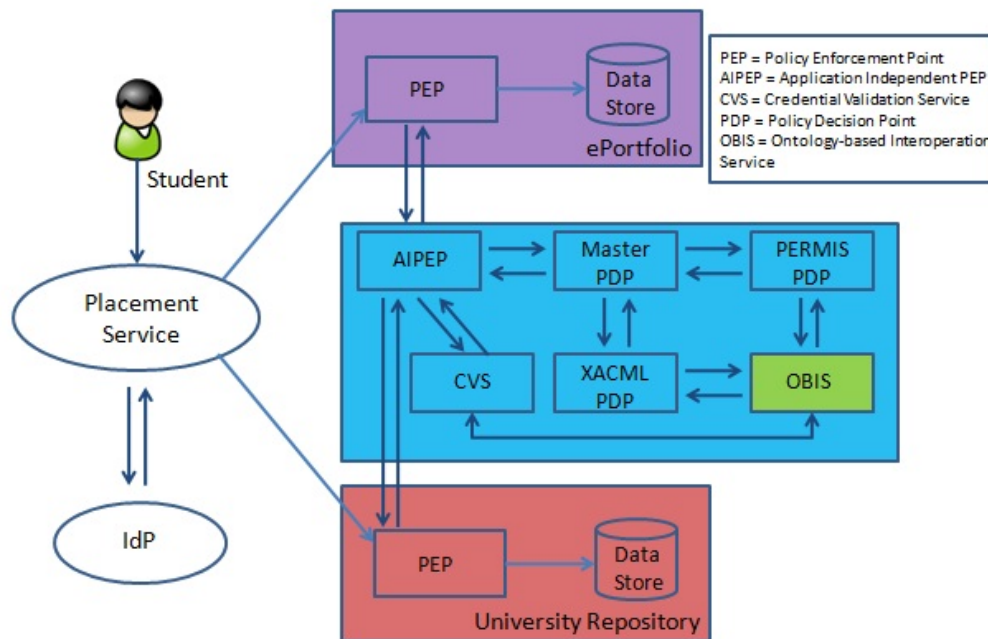 PEP
Data
Store
ePortfolio
PEP = Policy Enforcement Point
AIPEP = Application Independent PEP
CVS = Credential Validation Service
PDP = Policy Decision Point
OBIS = Ontology-based Interoperation
Service
Student
Placement
Service
IdP
AIPEP
Master
PDP
PERMIS
PDP
CVS
XACML
PDP
OBIS
PEP
Data
Store
University Repository